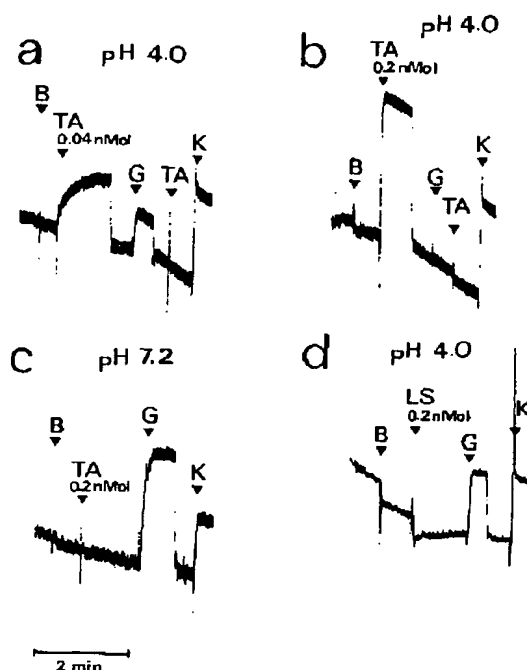 a
pH 4.0
B
TA
0.04 nMol
G
TA
K
b
pH 4.0
TA
0.2 nMol
B
G
TA
K
c
pH 7.2
B
TA
0.2 nMol
G
K
d
pH 4.0
LS
0.2 nMol
B
G
K
2 min